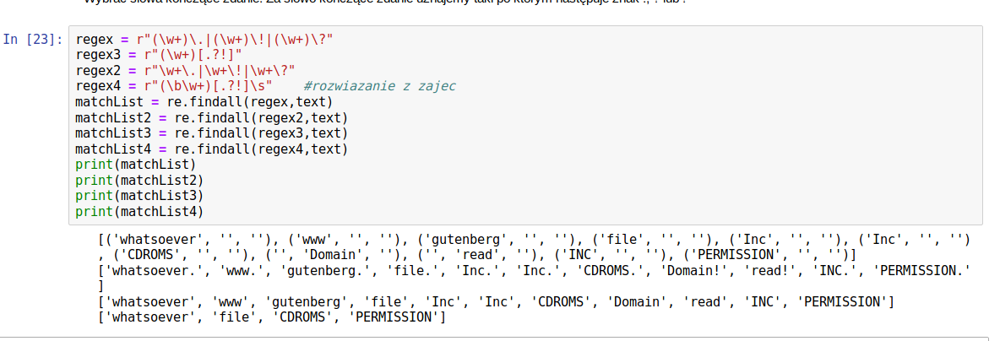 Wybrać słowa kończące zdanie. Za słowo kończące zdanie uznajemy taki po którym następuje znak
In [23]:
regex = r"(\w+)\.|(\w+)\!|(\w+)\?"
regex3 = r"(\w+)[.?!]"
regex2 = r"\w+\.|\w+\!|\w+\?"
regex4 = r"(\b\w+)[.?!]\s"    #rozwiazanie z zajec
matchList = re.findall(regex,text)
matchList2 = re.findall(regex2,text)
matchList3 = re.findall(regex3,text)
matchList4 = re.findall(regex4,text)
print(matchList)
print(matchList2)
print(matchList3)
print(matchList4)
[('whatsoever', '', ''), ('www', '', ''), ('gutenberg', '', ''), ('file', '', ''), ('Inc', '', ''), ('Inc', '', '')
, ('CDROMS', '', ''), ('', 'Domain', ''), ('', 'read', ''), ('INC', '', ''), ('PERMISSION', '', '')]
['whatsoever.', 'www.', 'gutenberg.', 'file.', 'Inc.', 'Inc.', 'CDROMS.', 'Domain!', 'read!', 'INC.', 'PERMISSION.'
]
['whatsoever', 'www', 'gutenberg', 'file', 'Inc', 'Inc', 'CDROMS', 'Domain', 'read', 'INC', 'PERMISSION']
['whatsoever', 'file', 'CDROMS', 'PERMISSION']